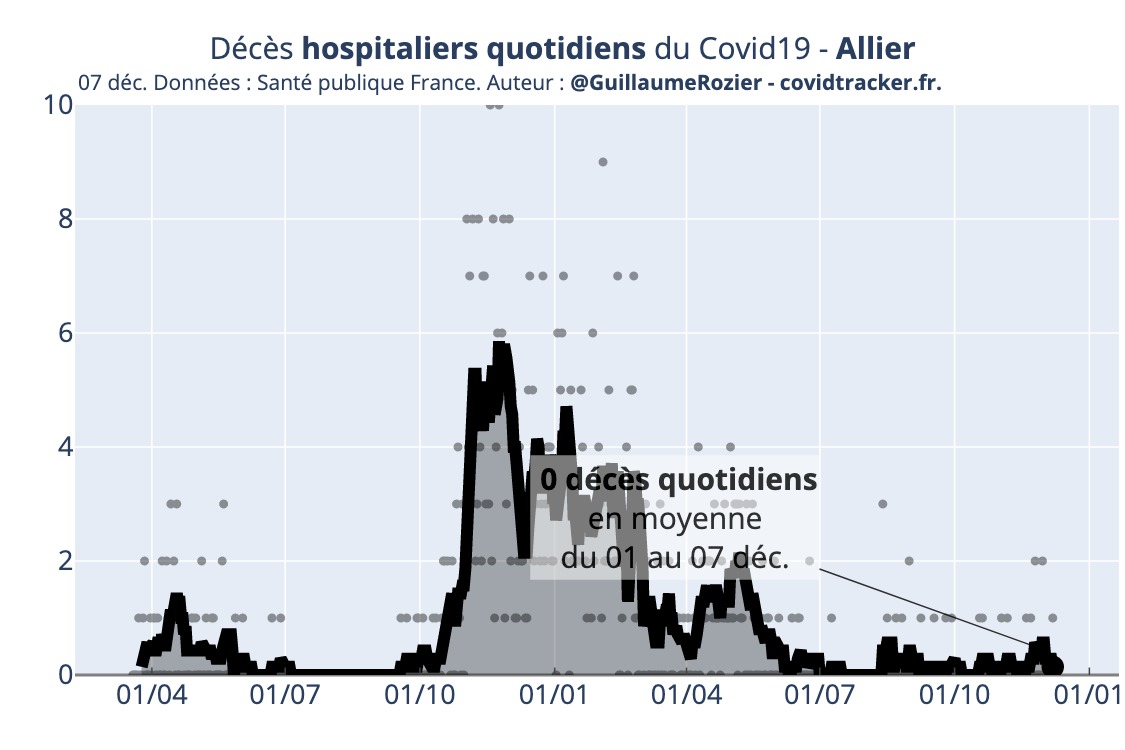 Décès hospitaliers quotidiens du Covid19 - Allier
07 déc. Données : Santé publique France. Auteur : @GuillaumeRozier - covidtracker.fr.
10
8
6
4
2
0
0 décès quotidiens
en moyenne
du 01 au 07 déc.
01/04 01/07 01/10 01/01 01/04 01/07 01/10 01/01